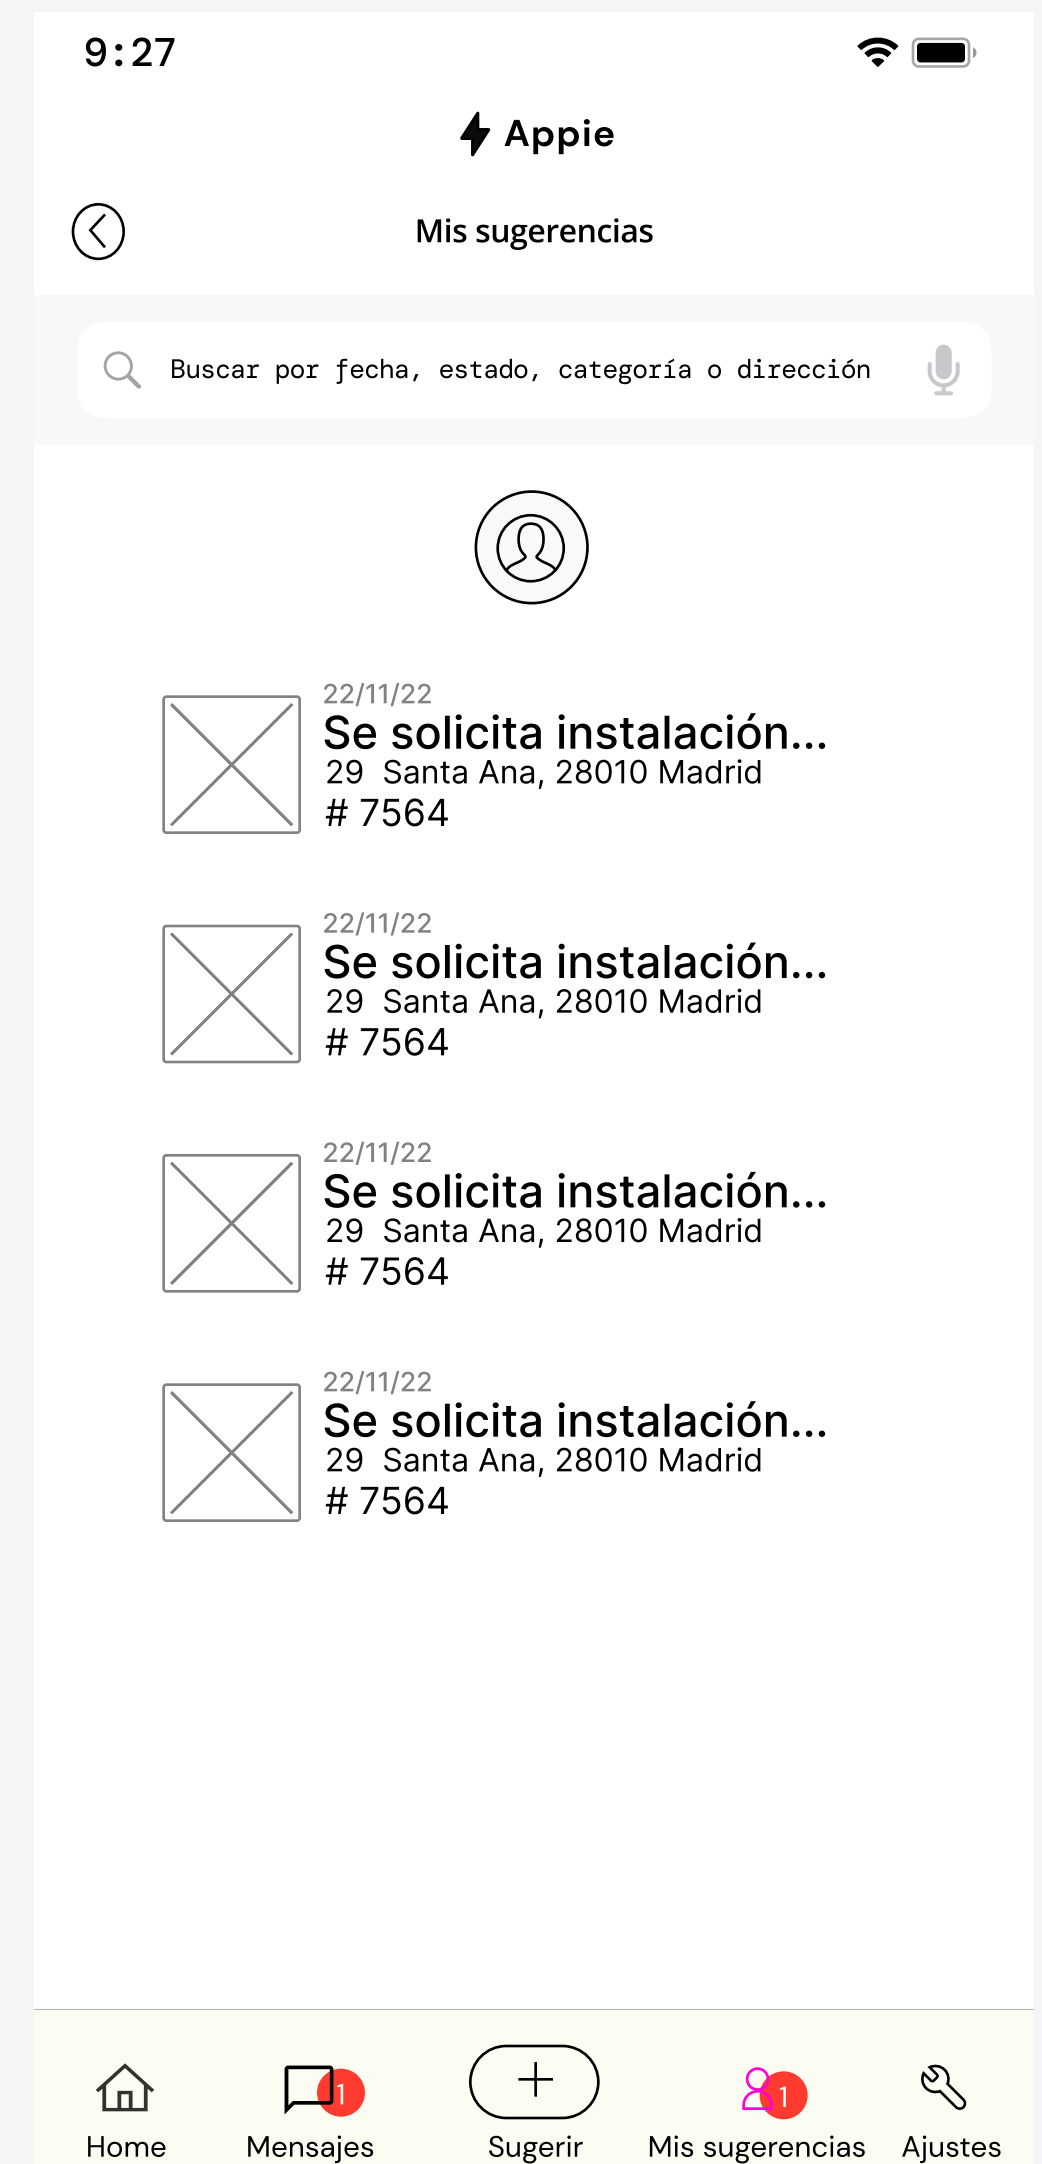 9:27
Appie
Mis sugerencias
Buscar por fecha, estado, categoría o dirección
22/11/22
Se solicita instalación...
29 Santa Ana, 28010 Madrid
# 7564
22/11/22
Se solicita instalación...
29 Santa Ana, 28010 Madrid
# 7564
22/11/22
Se solicita instalación...
29 Santa Ana, 28010 Madrid
# 7564
22/11/22
Se solicita instalación...
29 Santa Ana, 28010 Madrid
# 7564
1 1
Home Mensajes Sugerir Mis sugerencias Ajustes